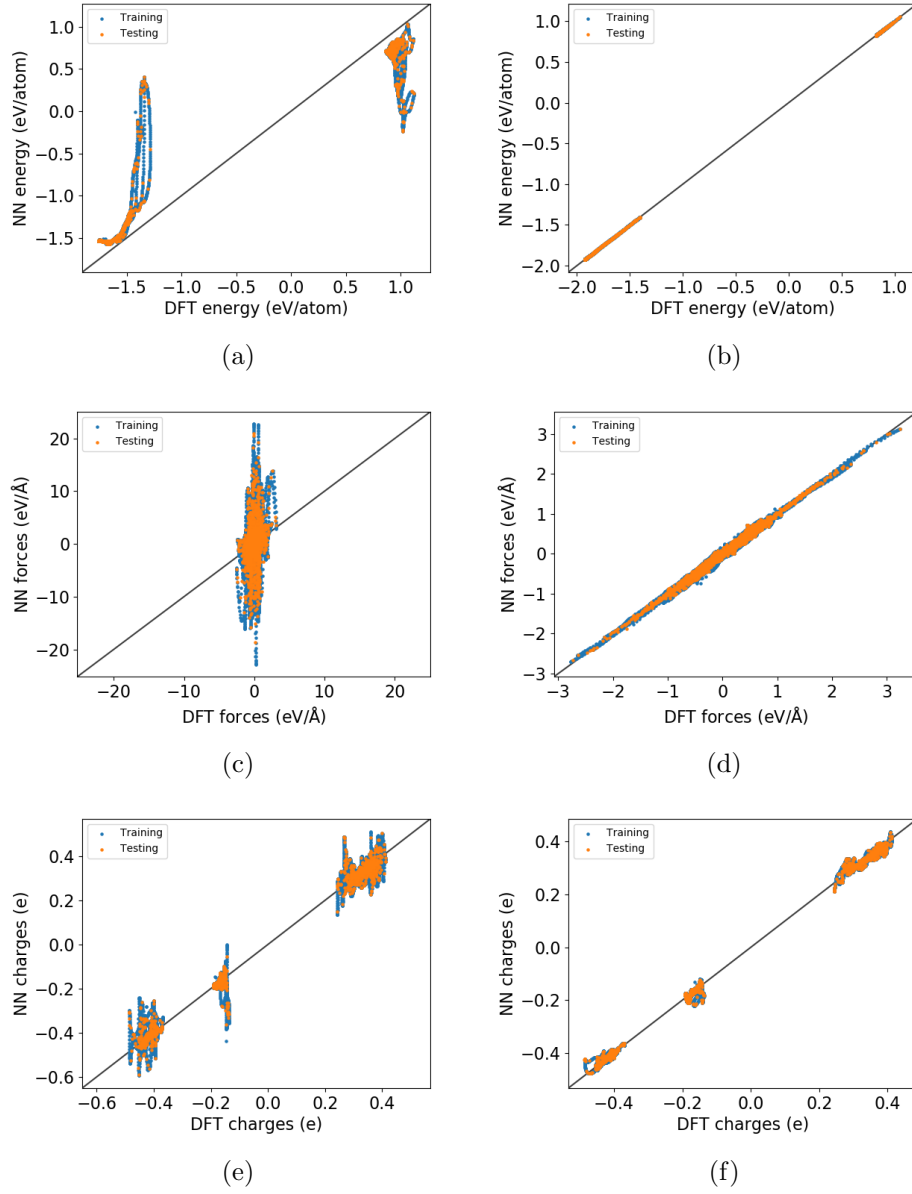 Training
Testing
1.0
0.5
0.0
−0.5
−1.0
−1.5
NN energy (eV/atom)
−1.5 −1.0 −0.5 0.0 0.5 1.0
DFT energy (eV/atom)
(a)
Training
Testing
1.0
0.5
0.0
−0.5
−1.0
−1.5
−2.0
NN energy (eV/atom)
−2.0 −1.5 −1.0 −0.5 0.0 0.5 1.0
DFT energy (eV/atom)
(b)
Training
Testing
20
10
0
−10
−20
NN forces (eV/Å)
−20 −10 0 10 20
DFT forces (eV/Å)
(c)
Training
Testing
3
2
1
0
−1
−2
−3
NN forces (eV/Å)
−3 −2 −1 0 1 2 3
DFT forces (eV/Å)
(d)
Training
Testing
0.4
0.2
0.0
−0.2
−0.4
−0.6
NN charges (e)
−0.6 −0.4 −0.2 0.0 0.2 0.4
DFT charges (e)
(e)
Training
Testing
0.4
0.2
0.0
−0.2
−0.4
NN charges (e)
−0.4 −0.2 0.0 0.2 0.4
DFT charges (e)
(f)